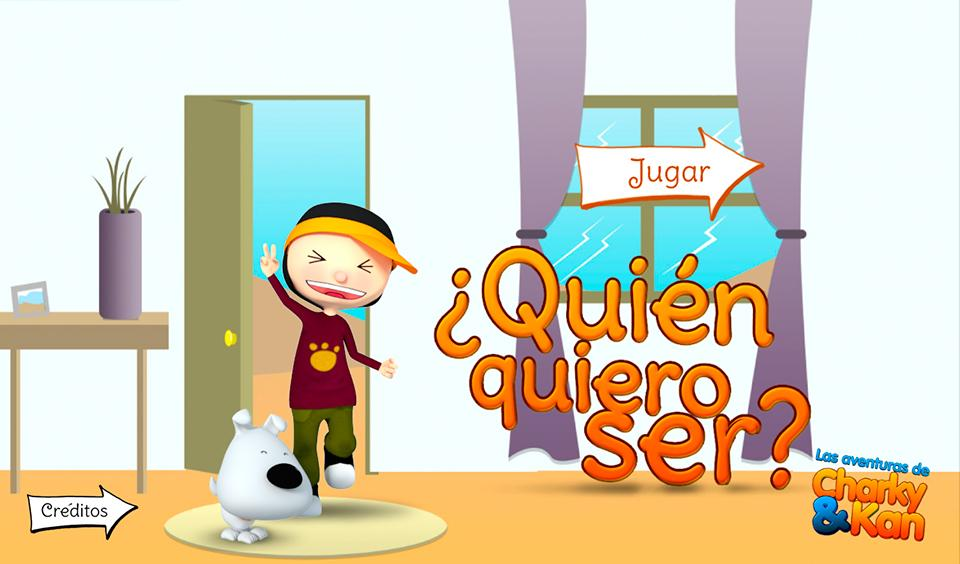 Jugar
¿Quién
quiero
ser?
Las aventuras de
Charky
&Kan
Créditos